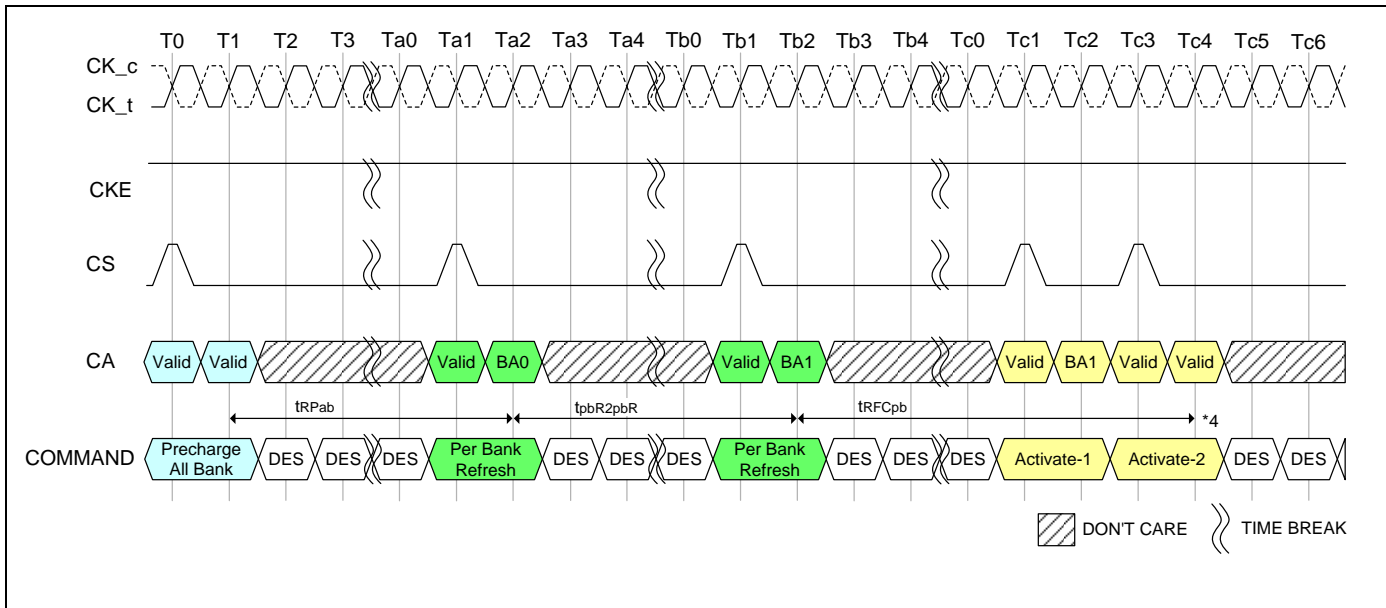 T0 T1 T2 T3 Ta0 Ta1 Ta2 Ta3 Ta4 Tb0 Tb1 Tb2 Tb3 Tb4 Tc0 Tc1 Tc2 Tc3 Tc4 Tc5 Tc6
CK_c
CK_t
CKE
CS
CA Valid Valid Valid BA0 Valid BA1 Valid BA1 Valid Valid
tRPab tpbR2pbR tRFCpb *4
COMMAND Precharge All Bank DES DES DES Per Bank Refresh DES DES DES Per Bank Refresh DES DES DES Activate-1 Activate-2 DES DES
DON'T CARE TIME BREAK